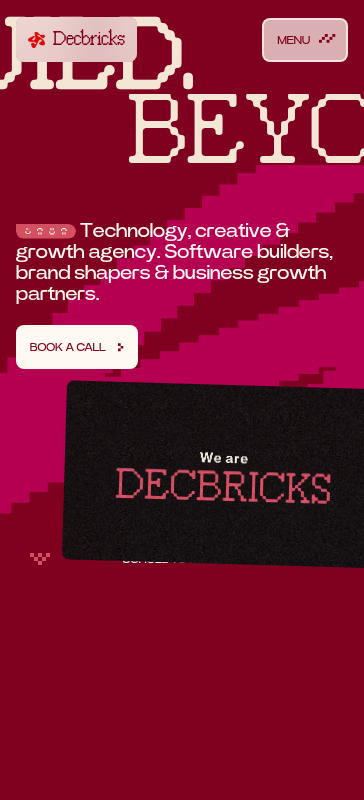 Decbricks
MENU
BEYO
Technology, creative &
growth agency. Software builders,
brand shapers & business growth
partners.
BOOK A CALL
We are
DECBRICKS